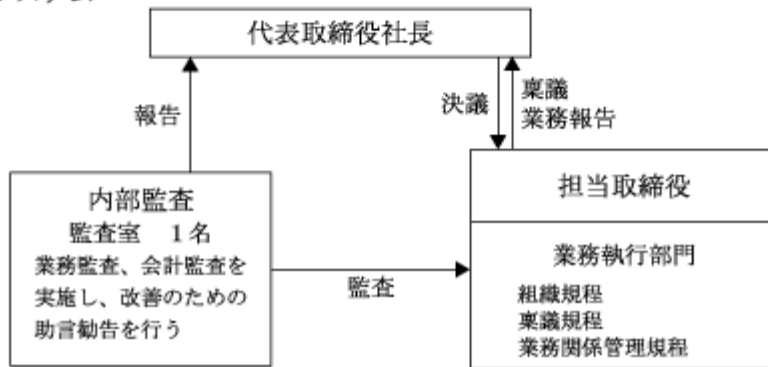 代表取締役社長
報告
決議
稟議
業務報告
内部監査
監査室 1名
業務監査、会計監査を
実施し、改善のための
助言勧告を行う
監査
担当取締役
業務執行部門
組織規程
稟議規程
業務関係管理規程